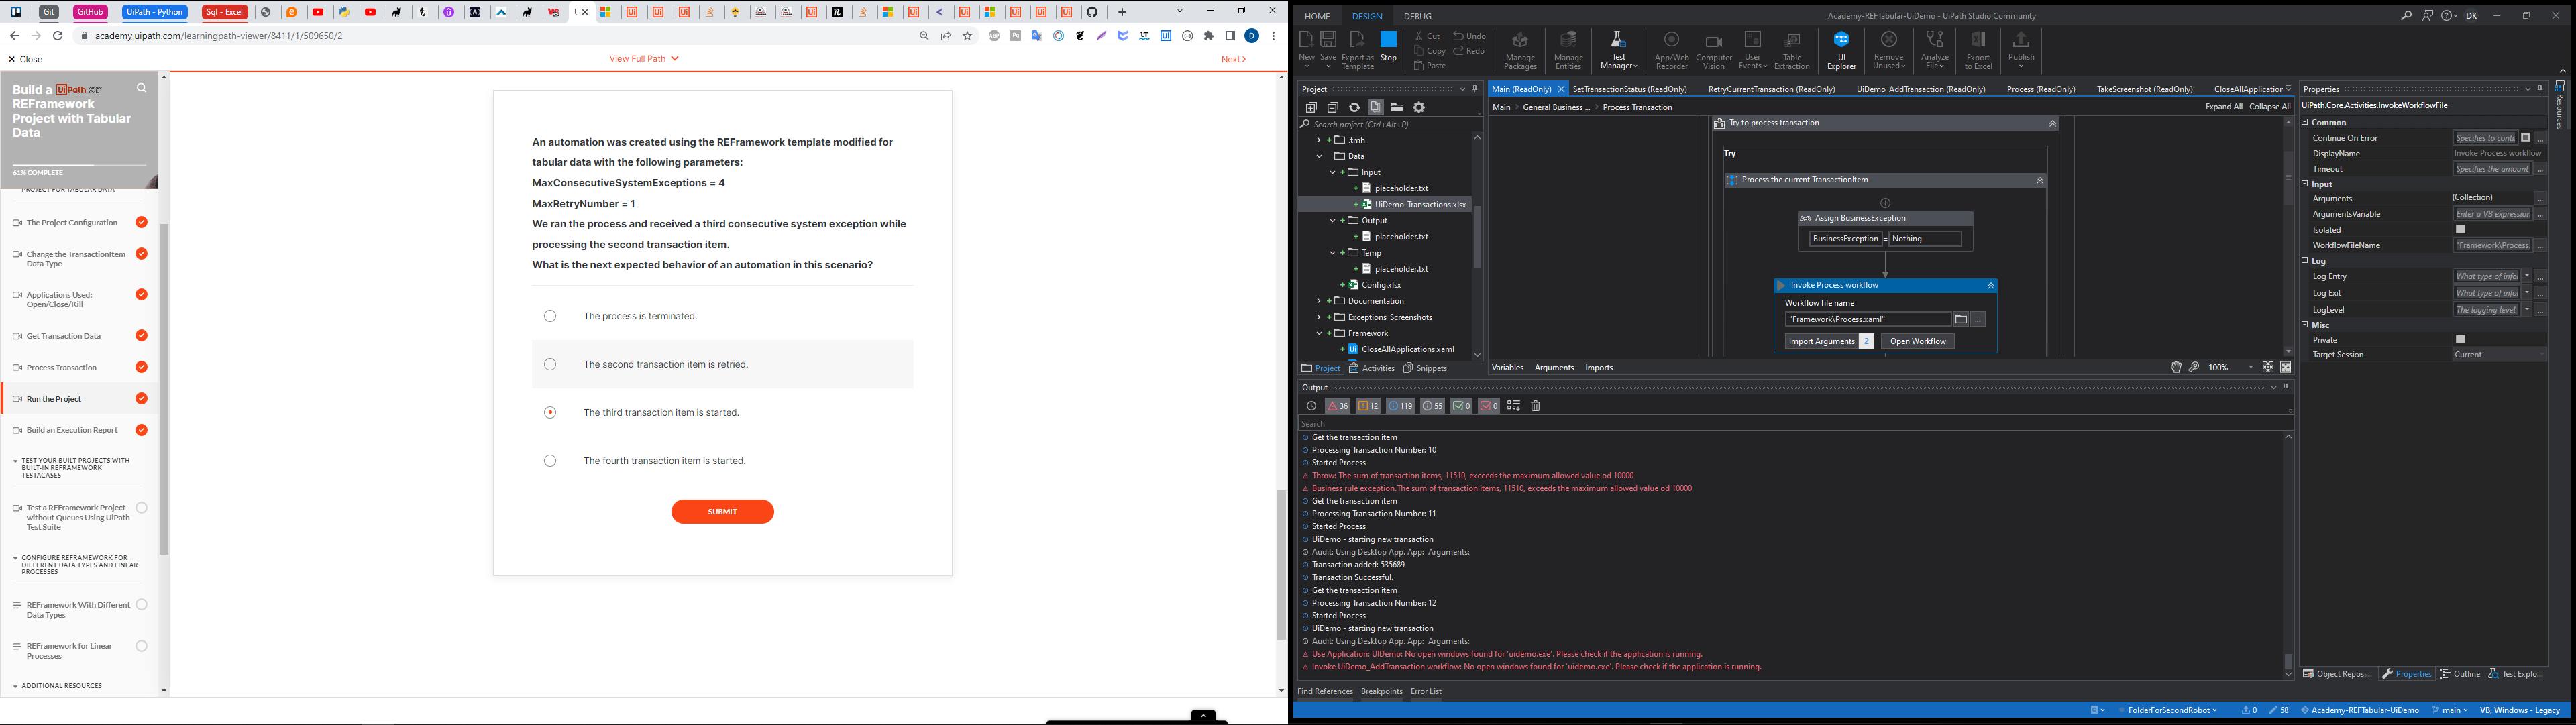 Git
GitHub
UiPath - Python
Sql - Excel
academy.uipath.com/learningpath-viewer/8411/1/509650/2
Close
View Full Path
Next
Build a UiPath
REFramework
Project with Tabular
Data
61% COMPLETE
PROJECT FOR TABULAR DATA
The Project Configuration
Change the TransactionItem
Data Type
Applications Used:
Open/Close/Kill
Get Transaction Data
Process Transaction
Run the Project
Build an Execution Report
TEST YOUR BUILT PROJECTS WITH
BUILT-IN REFRAMEWORK
TESTACASES
Test a REFramework Project
without Queues Using UiPath
Test Suite
CONFIGURE REFRAMEWORK FOR
DIFFERENT DATA TYPES AND LINEAR
PROCESSES
REFramework With Different
Data Types
REFramework for Linear
Processes
ADDITIONAL RESOURCES
An automation was created using the REFramework template modified for
tabular data with the following parameters:
MaxConsecutiveSystemExceptions = 4
MaxRetryNumber = 1
We ran the process and received a third consecutive system exception while
processing the second transaction item.
What is the next expected behavior of an automation in this scenario?
The process is terminated.
The second transaction item is retried.
The third transaction item is started.
The fourth transaction item is started.
SUBMIT
HOME DESIGN DEBUG
Academy-REFTabular-UiDemo - UiPath Studio Community
DK
New
Save
Export as
Template
Stop
Cut
Copy
Paste
Undo
Redo
Manage
Packages
Manage
Entities
Test
Manager
App/Web
Recorder
Computer
Vision
User
Events
Table
Extraction
UI
Explorer
Remove
Unused
Analyze
File
Export
to Excel
Publish
Project
Search project (Ctrl+Alt+P)
.tmh
Data
Input
placeholder.txt
UiDemo-Transactions.xlsx
Output
placeholder.txt
Temp
placeholder.txt
Config.xlsx
Documentation
Exceptions_Screenshots
Framework
CloseAllApplications.xaml
Project Activities Snippets
Main (ReadOnly)
SetTransactionStatus (ReadOnly)
RetryCurrentTransaction (ReadOnly)
UiDemo_AddTransaction (ReadOnly)
Process (ReadOnly)
TakeScreenshot (ReadOnly)
CloseAllApplication
Main General Business ... Process Transaction
Expand All Collapse All
Try to process transaction
Try
Process the current TransactionItem
Assign BusinessException
BusinessException = Nothing
Invoke Process workflow
Workflow file name
"Framework\Process.xaml"
Import Arguments 2 Open Workflow
Variables Arguments Imports
100%
Output
36 12 119 55 0 0
Search
Get the transaction item
Processing Transaction Number: 10
Started Process
Throw: The sum of transaction items, 11510, exceeds the maximum allowed value od 10000
Business rule exception.The sum of transaction items, 11510, exceeds the maximum allowed value od 10000
Get the transaction item
Processing Transaction Number: 11
Started Process
UiDemo - starting new transaction
Audit: Using Desktop App. App: Arguments:
Transaction added: 535689
Transaction Successful.
Get the transaction item
Processing Transaction Number: 12
Started Process
UiDemo - starting new transaction
Audit: Using Desktop App. App: Arguments:
Use Application: UIDemo: No open windows found for 'uidemo.exe'. Please check if the application is running.
Invoke UiDemo_AddTransaction workflow: No open windows found for 'uidemo.exe'. Please check if the application is running.
Find References Breakpoints Error List
Properties
UiPath.Core.Activities.InvokeWorkflowFile
Common
Continue On Error Specifies to conti
DisplayName Invoke Process workflow
Timeout Specifies the amount
Input
Arguments (Collection)
ArgumentsVariable Enter a VB expression
Isolated
WorkflowFileName "Framework\Process.
Log
Log Entry What type of info
Log Exit What type of info
LogLevel The logging level
Misc
Private
Target Session Current
Object Reposi... Properties Outline Test Explo...
Resources
0 58 Academy-REFTabular-UiDemo main VB, Windows - Legacy
FolderForSecondRobot